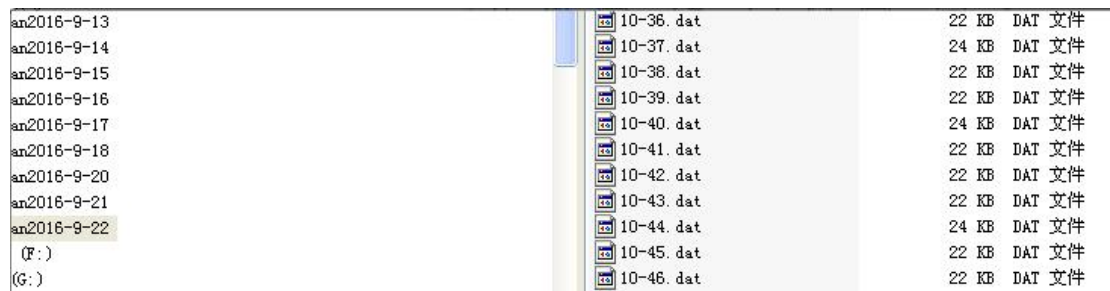 an2016-9-13
an2016-9-14
an2016-9-15
an2016-9-16
an2016-9-17
an2016-9-18
an2016-9-20
an2016-9-21
an2016-9-22
(F:)
(G:)
10-36.dat 22 KB DAT 文件
10-37.dat 24 KB DAT 文件
10-38.dat 22 KB DAT 文件
10-39.dat 22 KB DAT 文件
10-40.dat 24 KB DAT 文件
10-41.dat 22 KB DAT 文件
10-42.dat 22 KB DAT 文件
10-43.dat 22 KB DAT 文件
10-44.dat 24 KB DAT 文件
10-45.dat 22 KB DAT 文件
10-46.dat 22 KB DAT 文件